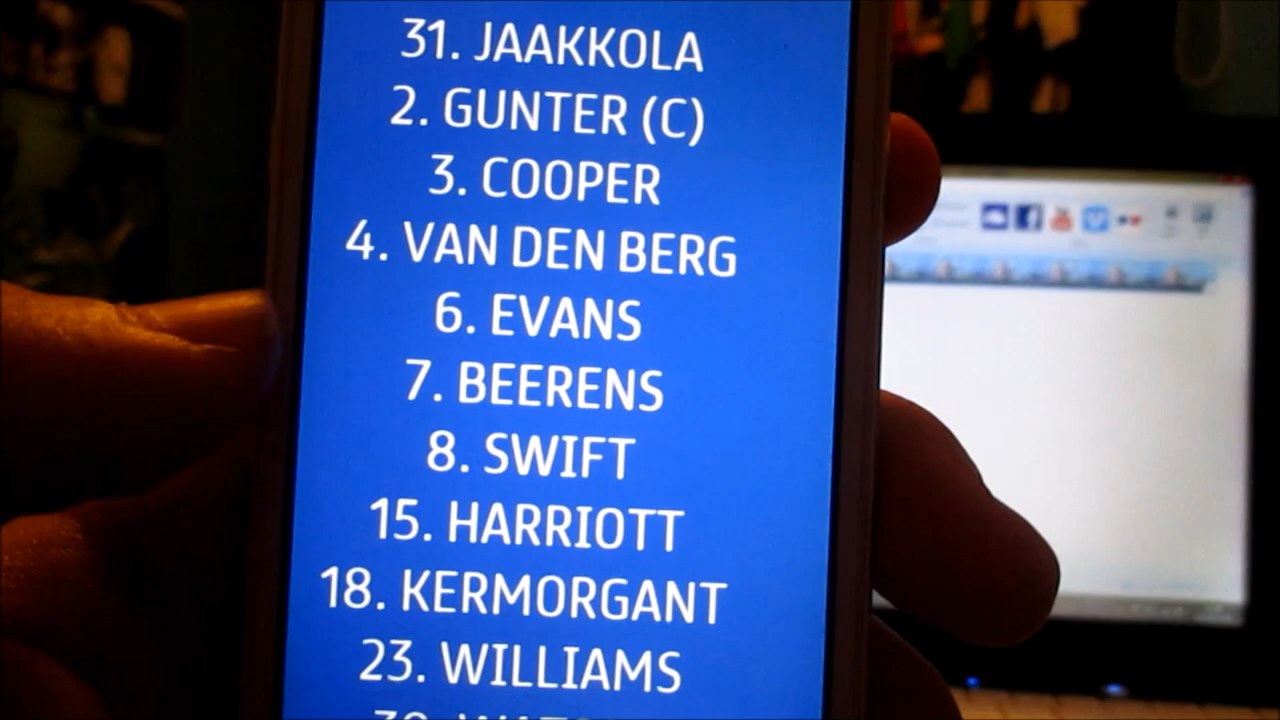 31. JAAKKOLA
2. GUNTER (C)
3. COOPER
4. VAN DEN BERG
6. EVANS
7. BEERENS
8. SWIFT
15. HARRIOTT
18. KERMORGANT
23. WILLIAMS